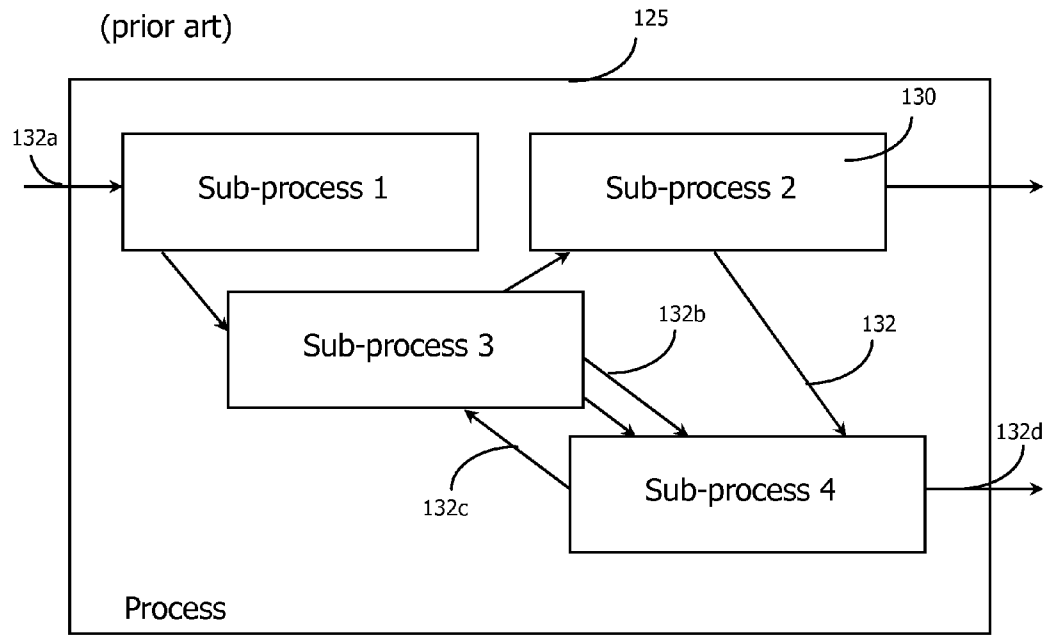 (prior art)
125
130
132a
Sub-process 1
Sub-process 2
132b
132
Sub-process 3
132d
132c
Sub-process 4
Process